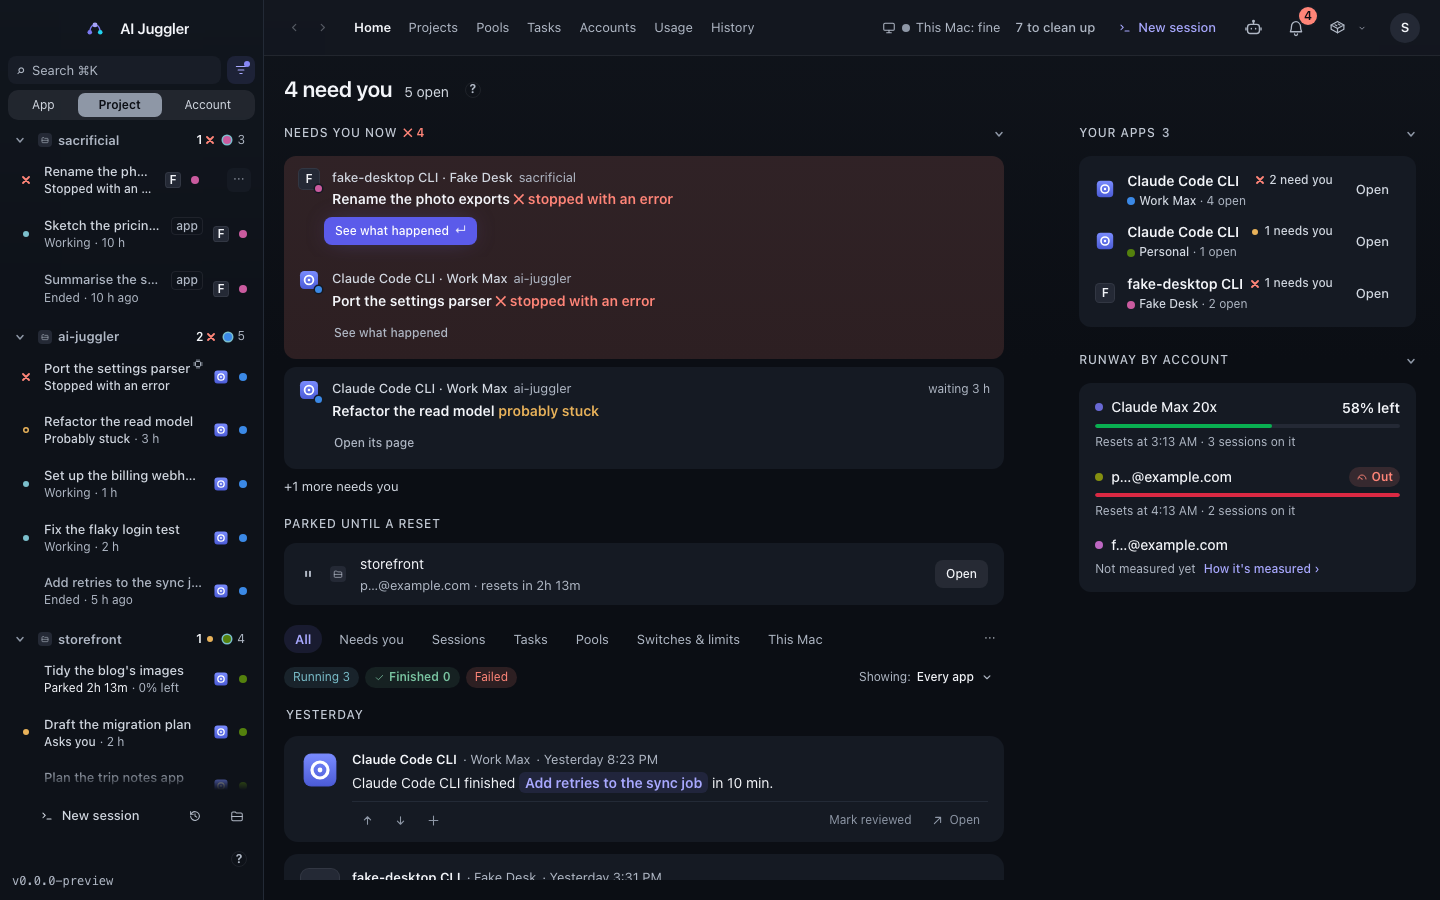 AI Juggler
Search ⌘K
App Project Account
sacrificial 1 3
Rename the ph... F
Stopped with an ...
Sketch the pricin... app F
Working · 10 h
Summarise the s... app F
Ended · 10 h ago
ai-juggler 2 5
Port the settings parser
Stopped with an error
Refactor the read model
Probably stuck · 3 h
Set up the billing webh...
Working · 1 h
Fix the flaky login test
Working · 2 h
Add retries to the sync j...
Ended · 5 h ago
storefront 1 4
Tidy the blog's images
Parked 2h 13m · 0% left
Draft the migration plan
Asks you · 2 h
Plan the trip notes app
New session
?
v0.0.0-preview
Home Projects Pools Tasks Accounts Usage History
This Mac: fine 7 to clean up New session 4 S
4 need you 5 open ?
NEEDS YOU NOW 4
F fake-desktop CLI · Fake Desk sacrificial
Rename the photo exports stopped with an error
See what happened ↵
Claude Code CLI · Work Max ai-juggler
Port the settings parser stopped with an error
See what happened
Claude Code CLI · Work Max ai-juggler waiting 3 h
Refactor the read model probably stuck
Open its page
+1 more needs you
PARKED UNTIL A RESET
storefront
p...@example.com · resets in 2h 13m
Open
All Needs you Sessions Tasks Pools Switches & limits This Mac ...
Running 3 Finished 0 Failed Showing: Every app
YESTERDAY
Claude Code CLI · Work Max · Yesterday 8:23 PM
Claude Code CLI finished Add retries to the sync job in 10 min.
Mark reviewed Open
fake-desktop CLI · Fake Desk · Yesterday 3:31 PM
YOUR APPS 3
Claude Code CLI 2 need you
Work Max · 4 open
Open
Claude Code CLI 1 needs you
Personal · 1 open
Open
F fake-desktop CLI 1 needs you
Fake Desk · 2 open
Open
RUNWAY BY ACCOUNT
Claude Max 20x 58% left
Resets at 3:13 AM · 3 sessions on it
p...@example.com Out
Resets at 4:13 AM · 2 sessions on it
f...@example.com
Not measured yet How it's measured ›